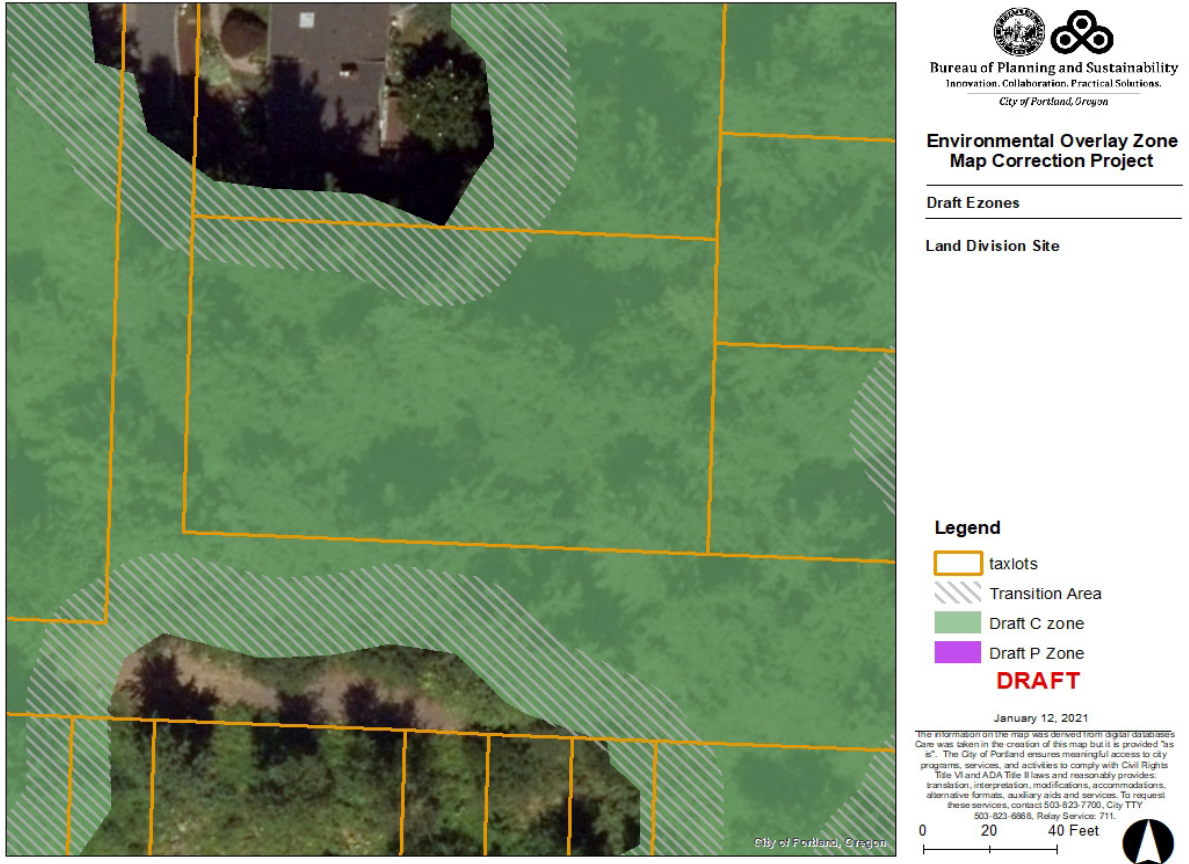 Bureau of Planning and Sustainability
Innovation. Collaboration. Practical Solutions.
City of Portland, Oregon
Environmental Overlay Zone
Map Correction Project
Draft Ezones
Land Division Site
Legend
taxlots
Transition Area
Draft C zone
Draft P Zone
DRAFT
January 12, 2021
The information on the map was derived from digital databases
Care was taken in the creation of this map but it is provided "as
is". The City of Portland ensures meaningful access to city
programs, services, and activities to comply with Civil Rights
Title VI and ADA Title II laws and reasonably provides:
translation, interpretation, modifications, accommodations,
alternative formats, auxiliary aids and services. To request
these services, contact 503-823-7700, City TTY
503-823-6868, Relay Service: 711.
0 20 40 Feet
City of Portland, Oregon